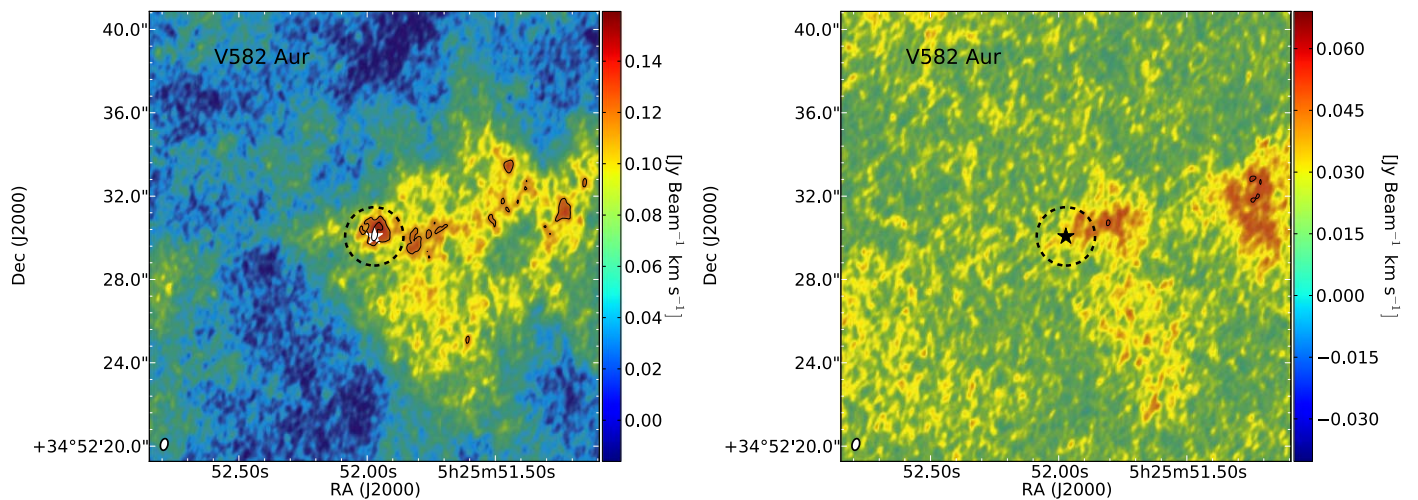 V582 Aur
40.0"
36.0"
32.0"
28.0"
24.0"
+34°52'20.0"
Dec (J2000)
52.50s
52.00s
5h25m51.50s
RA (J2000)
0.14
0.12
0.10
0.08
0.06
0.04
0.02
0.00
[Jy Beam⁻¹ km s⁻¹]
V582 Aur
40.0"
36.0"
32.0"
28.0"
24.0"
+34°52'20.0"
Dec (J2000)
52.50s
52.00s
5h25m51.50s
RA (J2000)
0.060
0.045
0.030
0.015
0.000
−0.015
−0.030
[Jy Beam⁻¹ km s⁻¹]